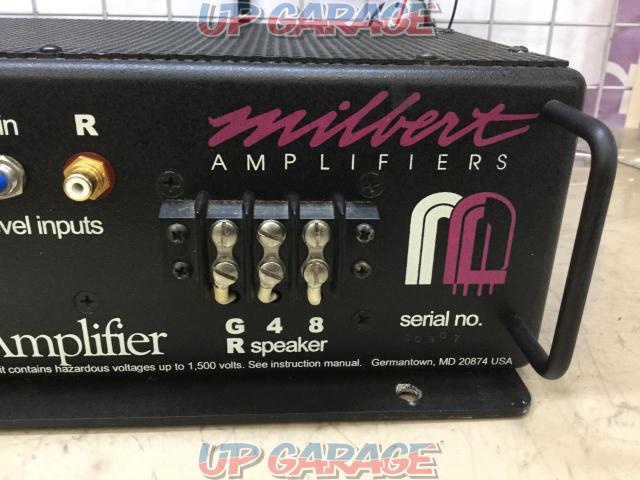 UP GARAGE
in R
milbert
AMPLIFIERS
vel inputs
G 4 8
R speaker
serial no.
Amplifier
it contains hazardous voltages up to 1,500 volts. See instruction manual. Germantown, MD 20874 USA
UP GARAGE